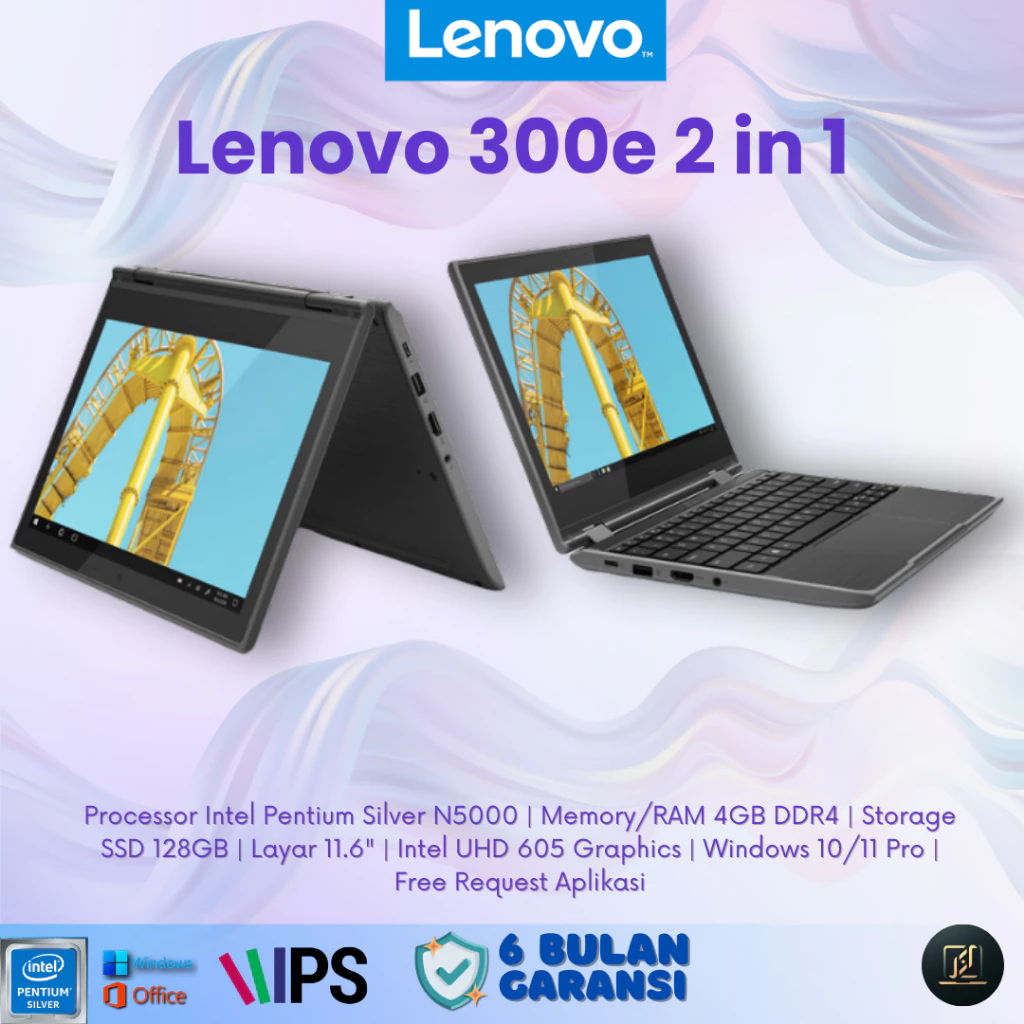 Lenovo™
Lenovo 300e 2 in 1
Processor Intel Pentium Silver N5000 | Memory/RAM 4GB DDR4 | Storage
SSD 128GB | Layar 11.6" | Intel UHD 605 Graphics | Windows 10/11 Pro |
Free Request Aplikasi
intel
PENTIUM
SILVER
Windows
Office
IPS
6 BULAN
GARANSI